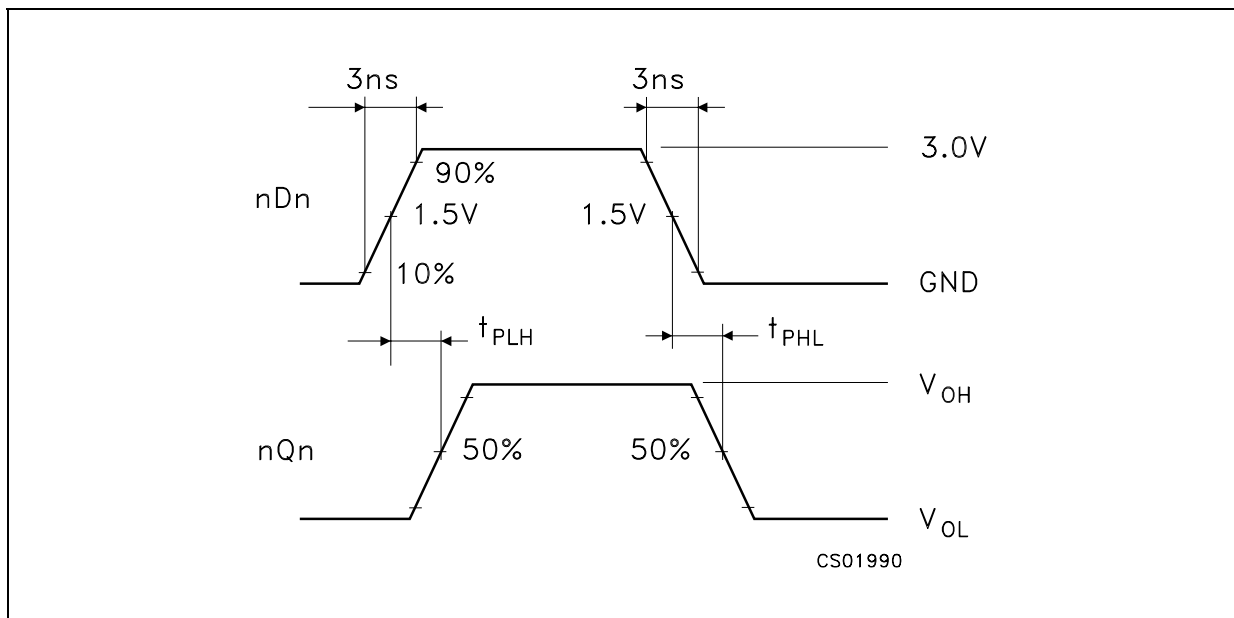 3ns 3ns
3.0V
90%
nDn 1.5V 1.5V
10% GND
tPLH tPHL
VOH
nQn 50% 50%
VOL
CS01990